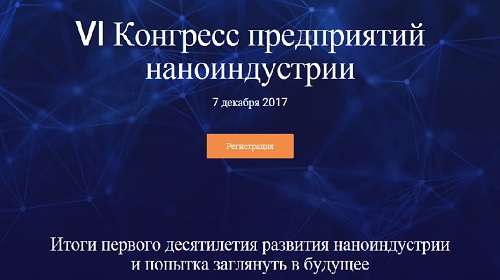 VI Конгресс предприятий
наноиндустрии
7 декабря 2017
Регистрация
Итоги первого десятилетия развития наноиндустрии
и попытка заглянуть в будущее